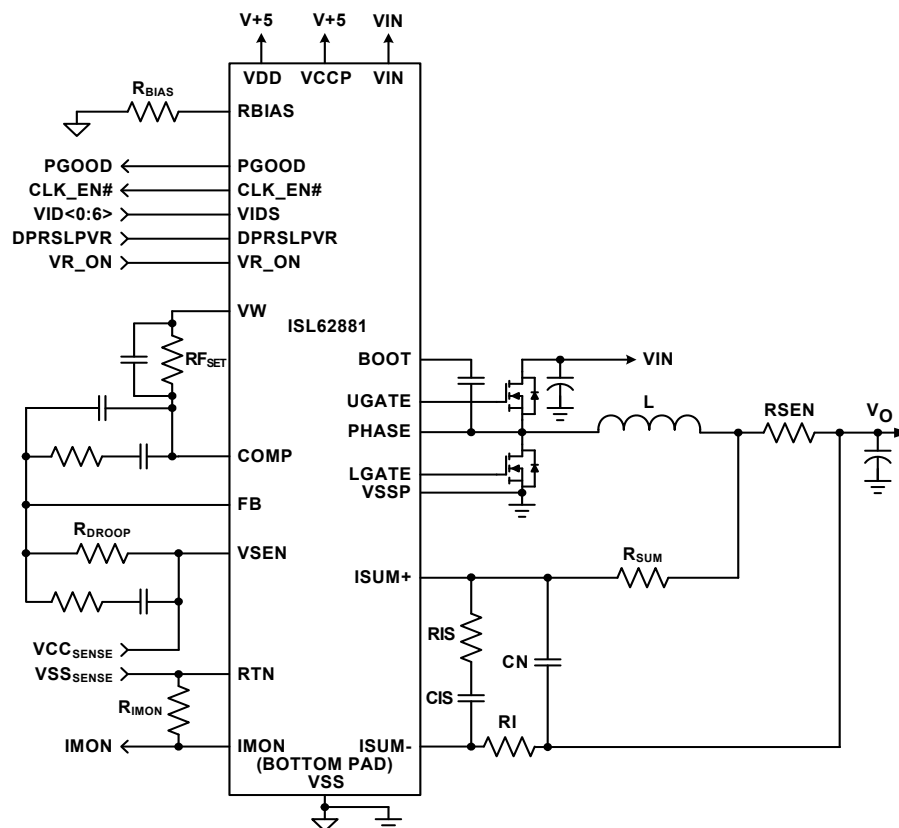 V+5 V+5 VIN
VDD VCCP VIN
RBIAS
RBIAS
PGOOD PGOOD
CLK_EN# CLK_EN#
VID<0:6> VIDS
DPRSLPVR DPRSLPVR
VR_ON VR_ON
VW
ISL62881
RFSET
BOOT VIN
UGATE
L
RSEN
VO
PHASE
COMP
LGATE
VSSP
FB
RDROOP
VSEN
ISUM+
RSUM
RIS
CN
VCCSENSE
VSSSENSE RTN
CIS
RIMON
RI
IMON IMON ISUM-
(BOTTOM PAD)
VSS